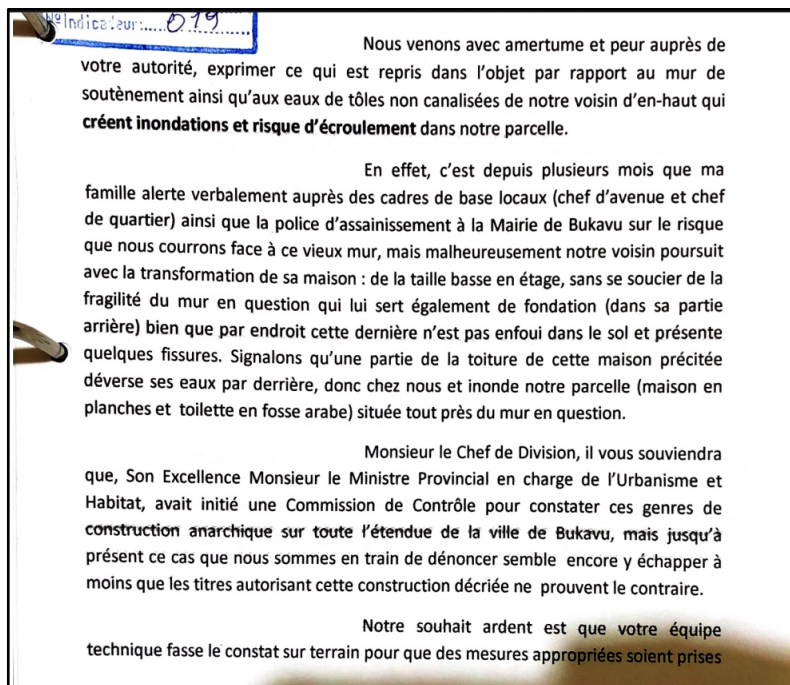 N° Indicateur:.....019.....
Nous venons avec amertume et peur auprès de
votre autorité, exprimer ce qui est repris dans l'objet par rapport au mur de
soutènement ainsi qu'aux eaux de tôles non canalisées de notre voisin d'en-haut qui
créent inondations et risque d'écroulement dans notre parcelle.
En effet, c'est depuis plusieurs mois que ma
famille alerte verbalement auprès des cadres de base locaux (chef d'avenue et chef
de quartier) ainsi que la police d'assainissement à la Mairie de Bukavu sur le risque
que nous courrons face à ce vieux mur, mais malheureusement notre voisin poursuit
avec la transformation de sa maison : de la taille basse en étage, sans se soucier de la
fragilité du mur en question qui lui sert également de fondation (dans sa partie
arrière) bien que par endroit cette dernière n'est pas enfoui dans le sol et présente
quelques fissures. Signalons qu'une partie de la toiture de cette maison précitée
déverse ses eaux par derrière, donc chez nous et inonde notre parcelle (maison en
planches et toilette en fosse arabe) située tout près du mur en question.
Monsieur le Chef de Division, il vous souviendra
que, Son Excellence Monsieur le Ministre Provincial en charge de l'Urbanisme et
Habitat, avait initié une Commission de Contrôle pour constater ces genres de
construction anarchique sur toute l'étendue de la ville de Bukavu, mais jusqu'à
présent ce cas que nous sommes en train de dénoncer semble encore y échapper à
moins que les titres autorisant cette construction décriée ne prouvent le contraire.
Notre souhait ardent est que votre équipe
technique fasse le constat sur terrain pour que des mesures appropriées soient prises